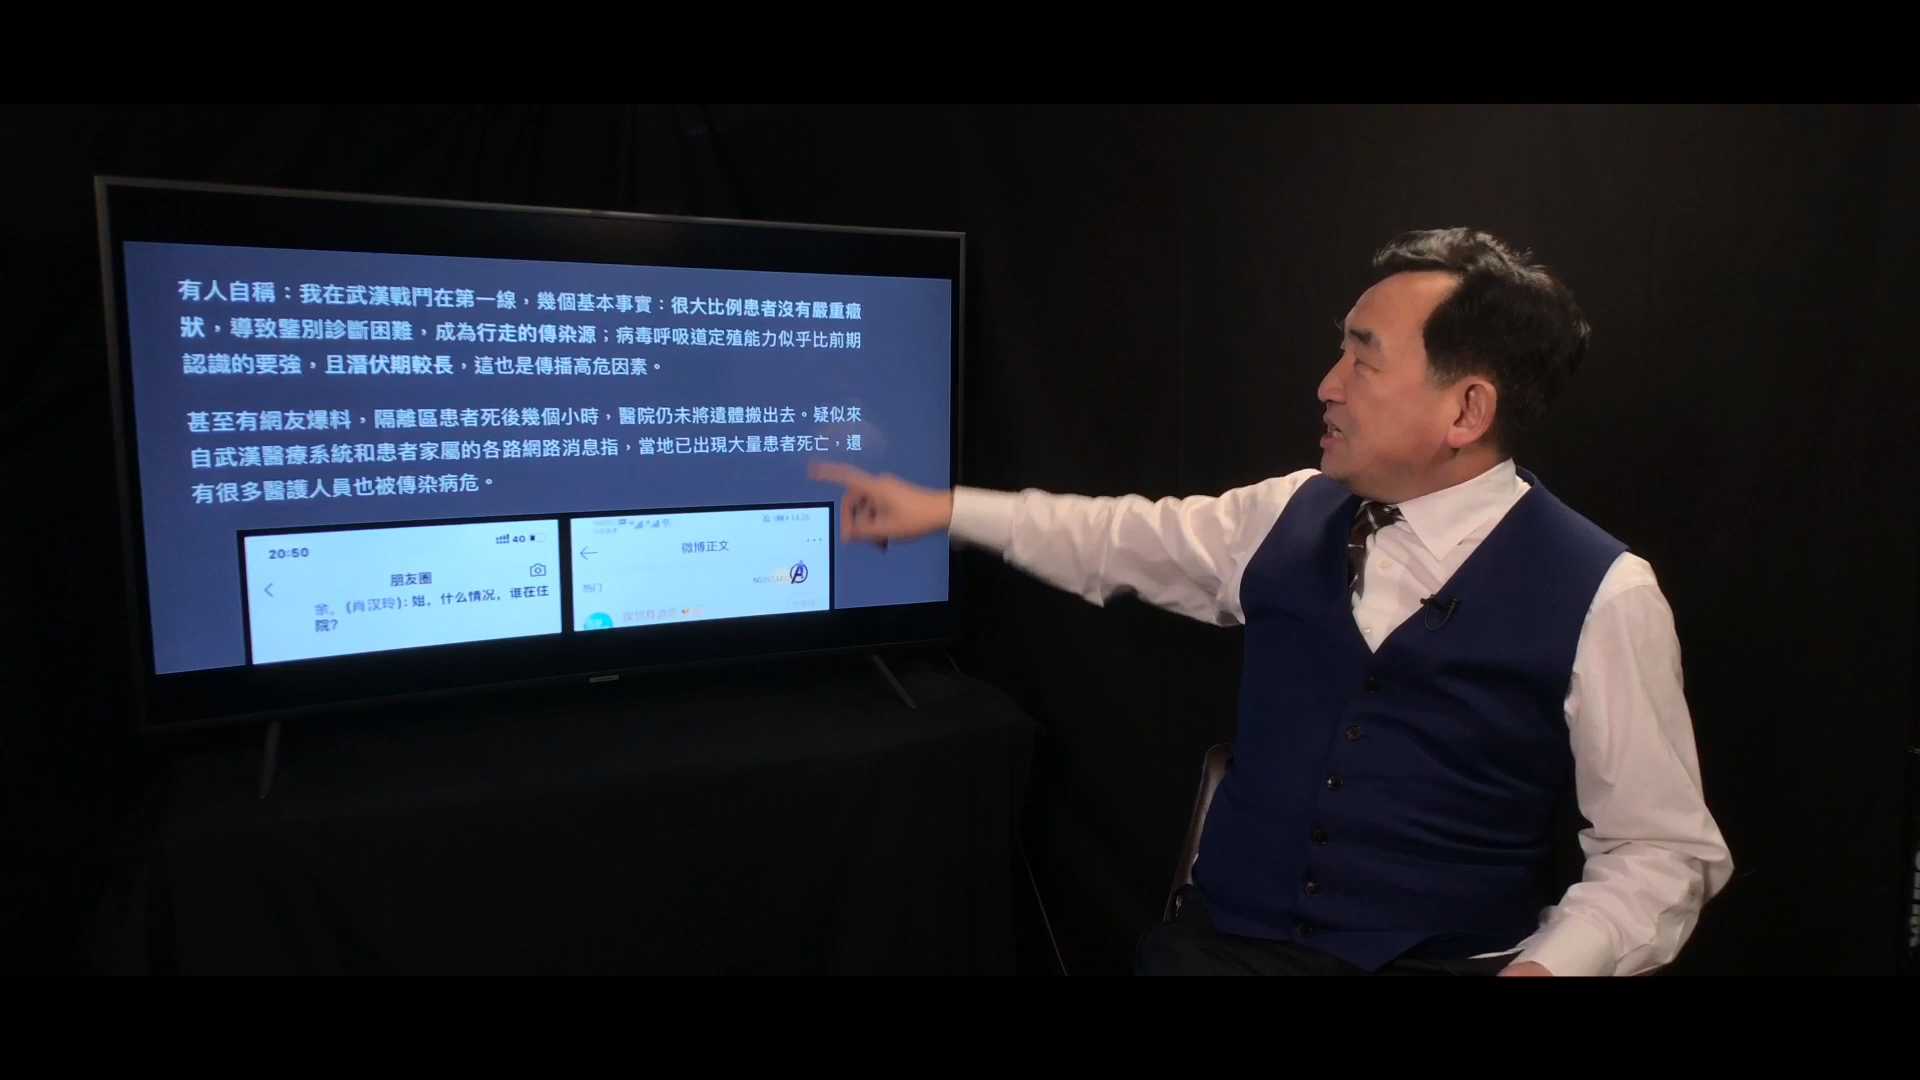 有人自稱：我在武漢戰鬥在第一線，幾個基本事實：很大比例患者沒有嚴重癥
狀，導致鑒別診斷困難，成為行走的傳染源；病毒呼吸道定殖能力似乎比前期
認識的要強，且潛伏期較長，這也是傳播高危因素。
甚至有網友爆料，隔離區患者死後幾個小時，醫院仍未將遺體搬出去。疑似來
自武漢醫療系統和患者家屬的各路網路消息指，當地已出現大量患者死亡，還
有很多醫護人員也被傳染病危。
20:50
4G
朋友圈
(肖汉玲): 姐，什么情况，谁在住
院?
14:26
微博正文
热门